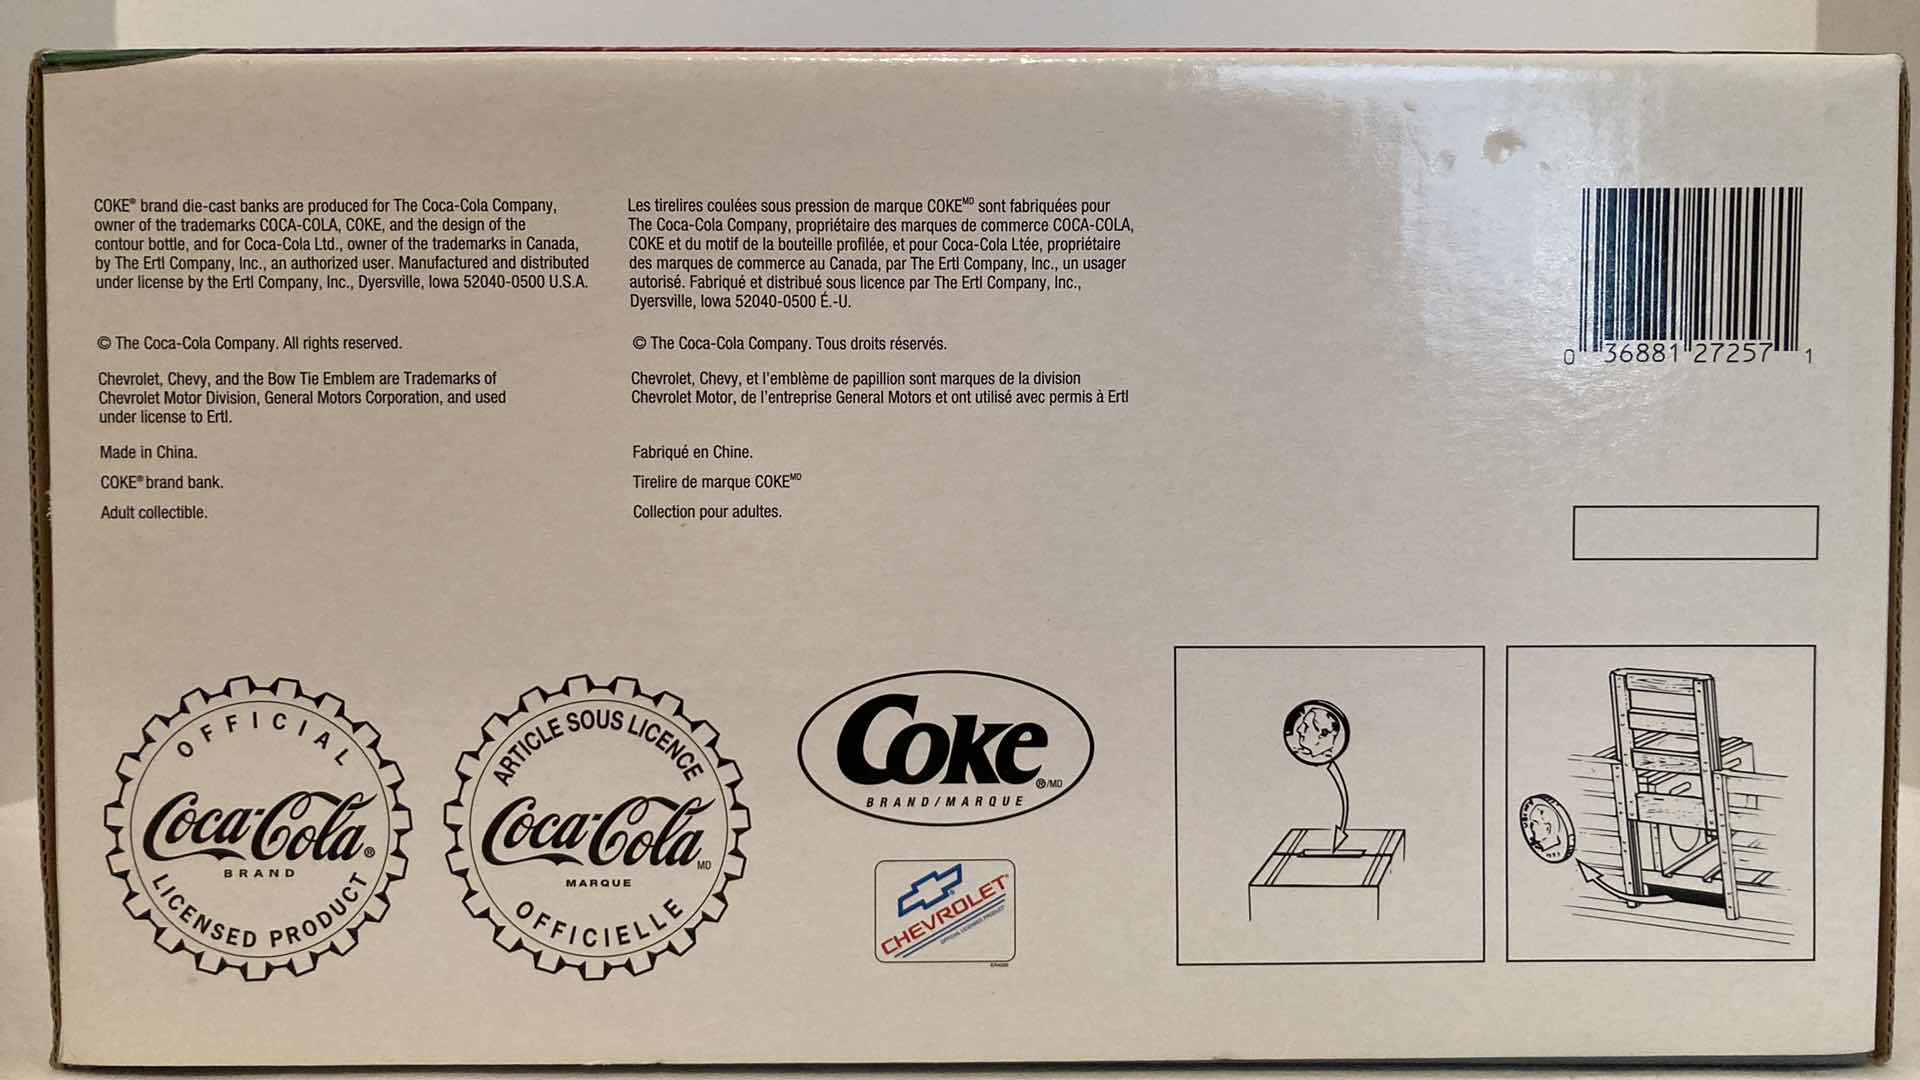 COKE® brand die-cast banks are produced for The Coca-Cola Company,
owner of the trademarks COCA-COLA, COKE, and the design of the
contour bottle, and for Coca-Cola Ltd., owner of the trademarks in Canada,
by The Ertl Company, Inc., an authorized user. Manufactured and distributed
under license by the Ertl Company, Inc., Dyersville, Iowa 52040-0500 U.S.A.
© The Coca-Cola Company. All rights reserved.
Chevrolet, Chevy, and the Bow Tie Emblem are Trademarks of
Chevrolet Motor Division, General Motors Corporation, and used
under license to Ertl.
Made in China.
COKE® brand bank.
Adult collectible.
Les tirelires coulées sous pression de marque COKEMD sont fabriquées pour
The Coca-Cola Company, propriétaire des marques de commerce COCA-COLA,
COKE et du motif de la bouteille profilée, et pour Coca-Cola Ltée, propriétaire
des marques de commerce au Canada, par The Ertl Company, Inc., un usager
autorisé. Fabriqué et distribué sous licence par The Ertl Company, Inc.,
Dyersville, Iowa 52040-0500 É.-U.
© The Coca-Cola Company. Tous droits réservés.
Chevrolet, Chevy, et l'emblème de papillion sont marques de la division
Chevrolet Motor, de l'entreprise General Motors et ont utilisé avec permis à Ertl
Fabriqué en Chine.
Tirelire de marque COKEMD
Collection pour adultes.
0 36881 27257 1
OFFICIAL
Coca-Cola®
BRAND
LICENSED PRODUCT
ARTICLE SOUS LICENCE
Coca-Cola MD
MARQUE
OFFICIELLE
Coke ®/MD
BRAND/MARQUE
CHEVROLET
OFFICIAL LICENSED PRODUCT